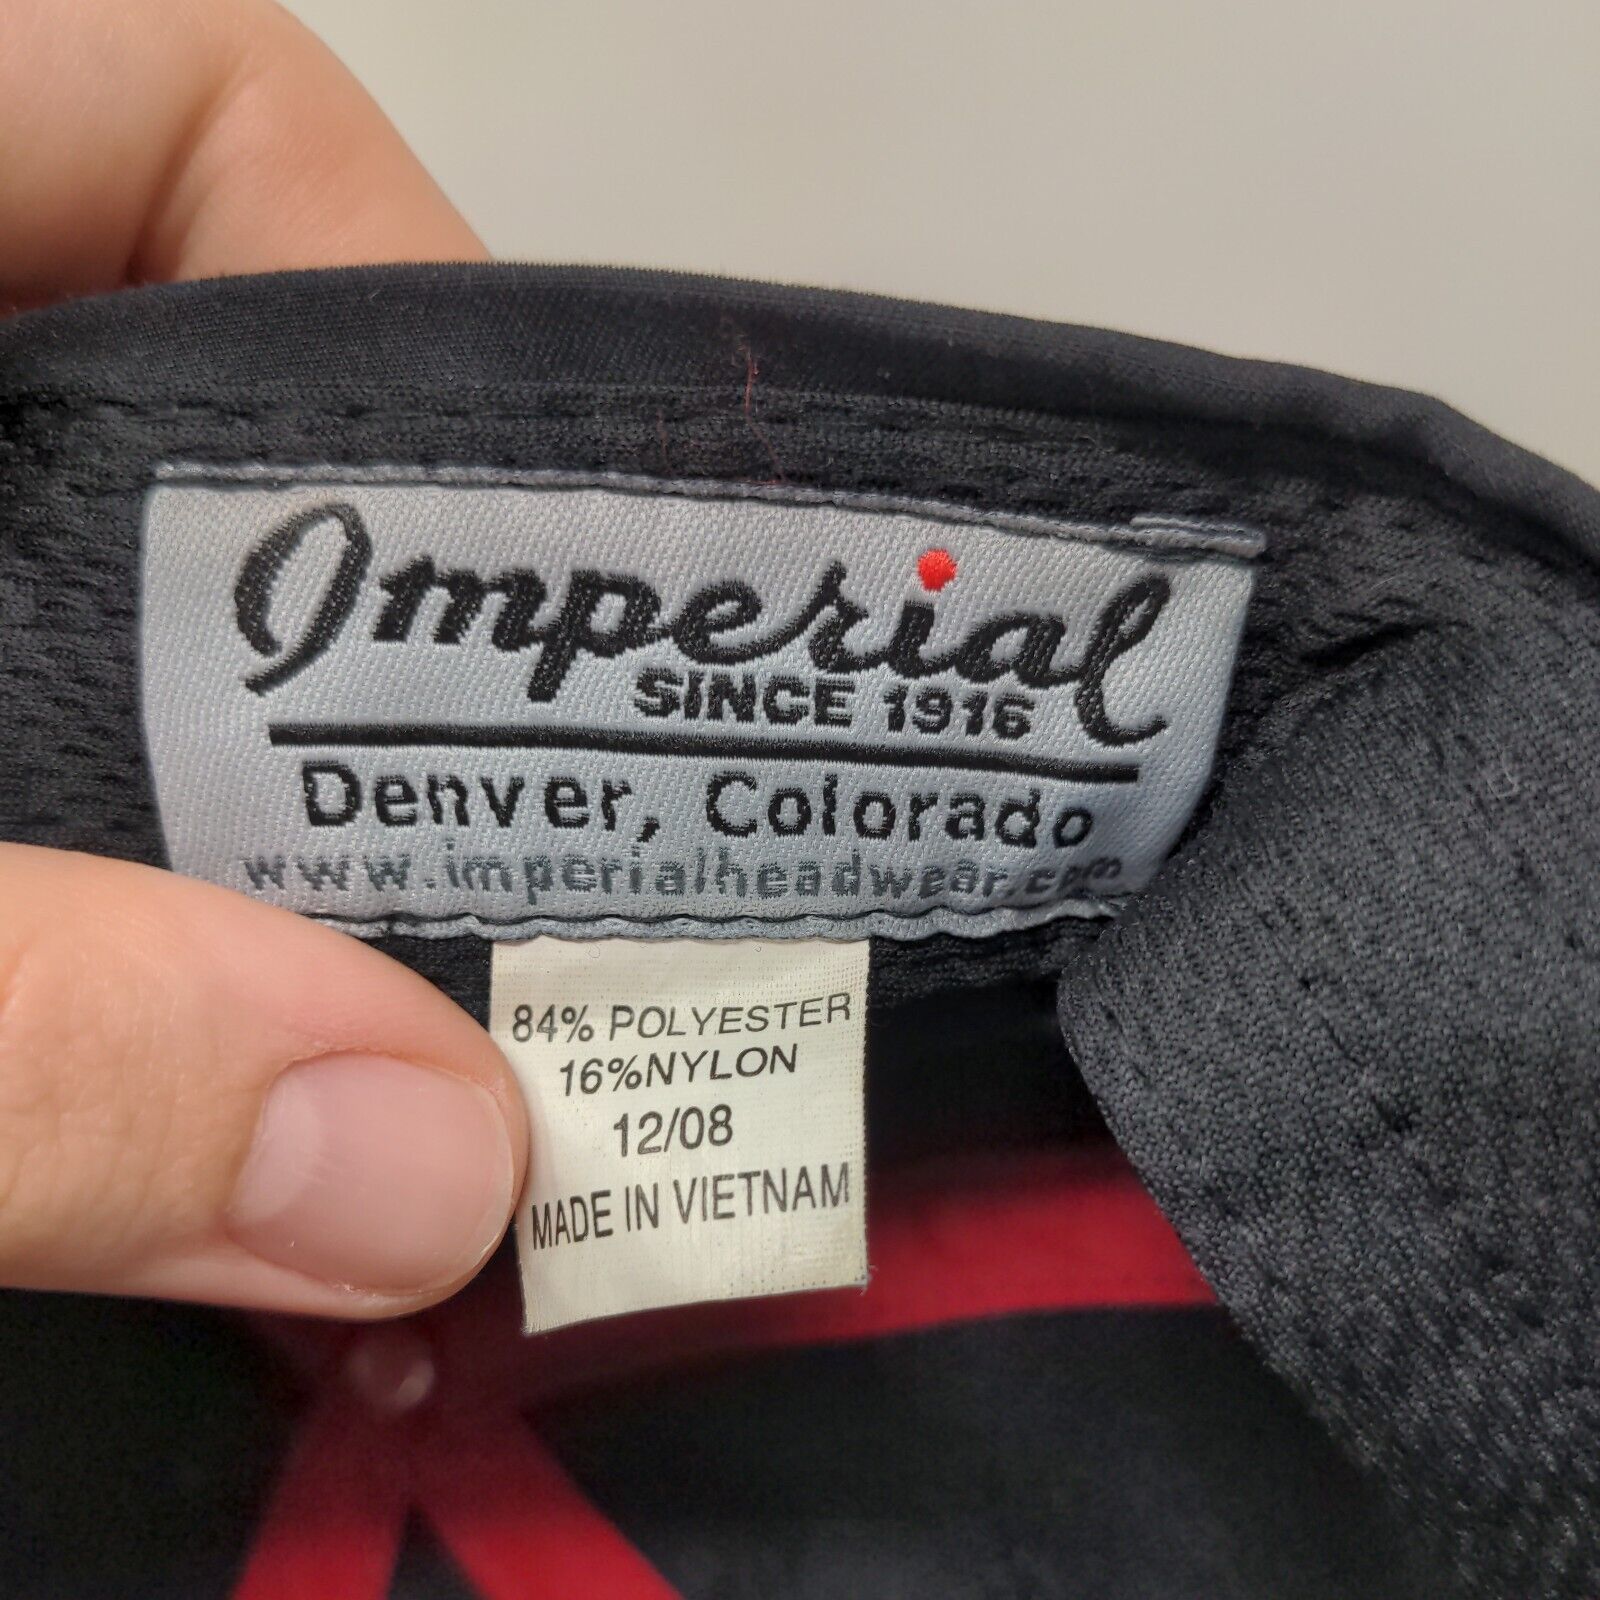 Imperial
SINCE 1916
Denver, Colorado
www.imperialheadwear.com
84% POLYESTER
16%NYLON
12/08
MADE IN VIETNAM